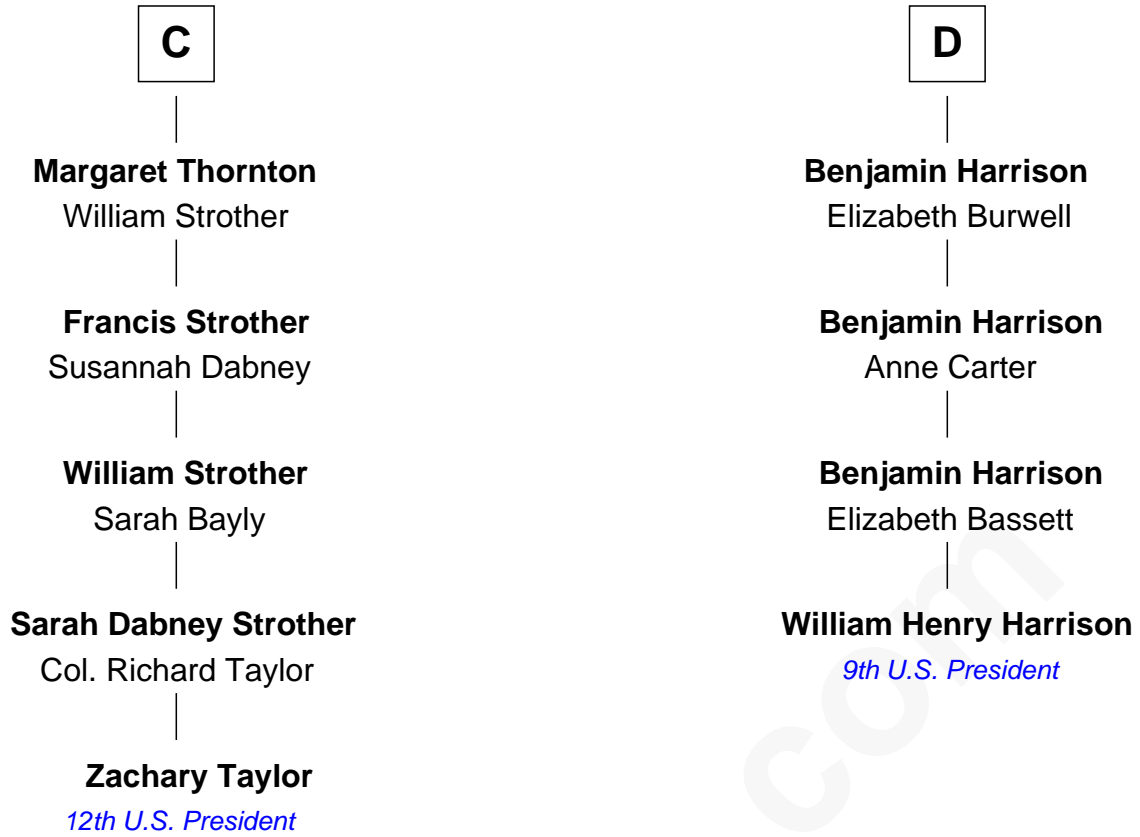 C
Margaret Thornton
William Strother
Francis Strother
Susannah Dabney
William Strother
Sarah Bayly
Sarah Dabney Strother
Col. Richard Taylor
Zachary Taylor
12th U.S. President
D
Benjamin Harrison
Elizabeth Burwell
Benjamin Harrison
Anne Carter
Benjamin Harrison
Elizabeth Bassett
William Henry Harrison
9th U.S. President
com